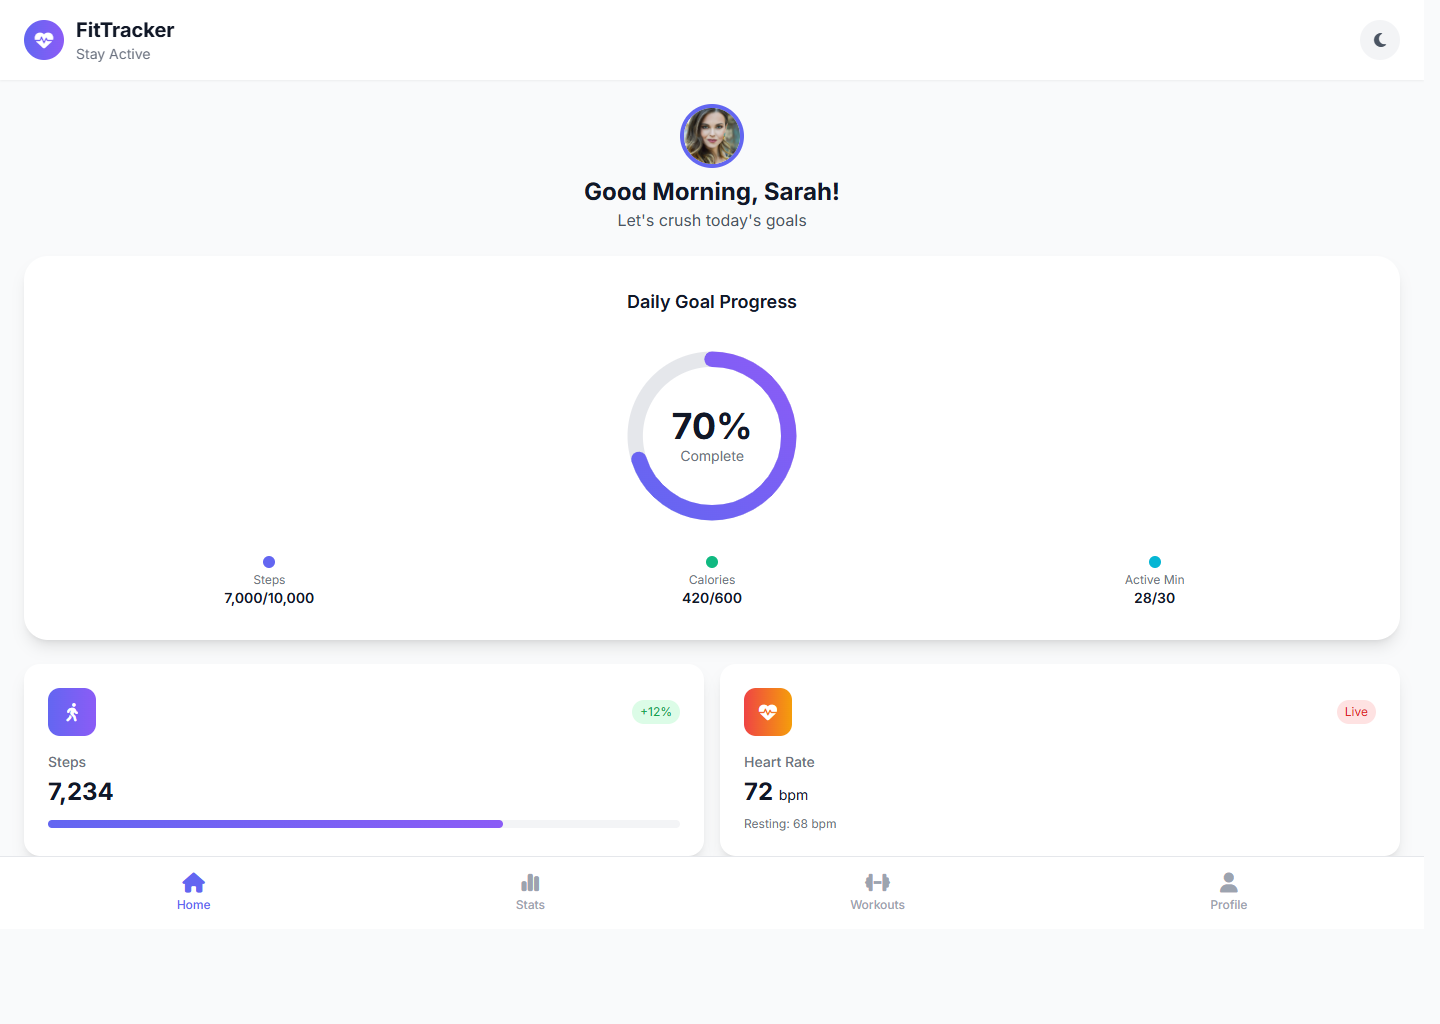 FitTracker
Stay Active
Good Morning, Sarah!
Let's crush today's goals
Daily Goal Progress
70%
Complete
Steps
7,000/10,000
Calories
420/600
Active Min
28/30
+12%
Steps
7,234
Live
Heart Rate
72 bpm
Resting: 68 bpm
Home
Stats
Workouts
Profile